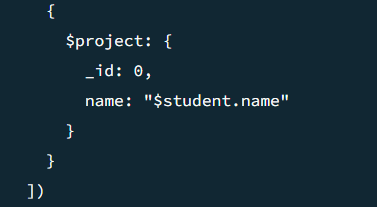 {
$project: {
_id: 0,
name: "$student.name"
}
}
])